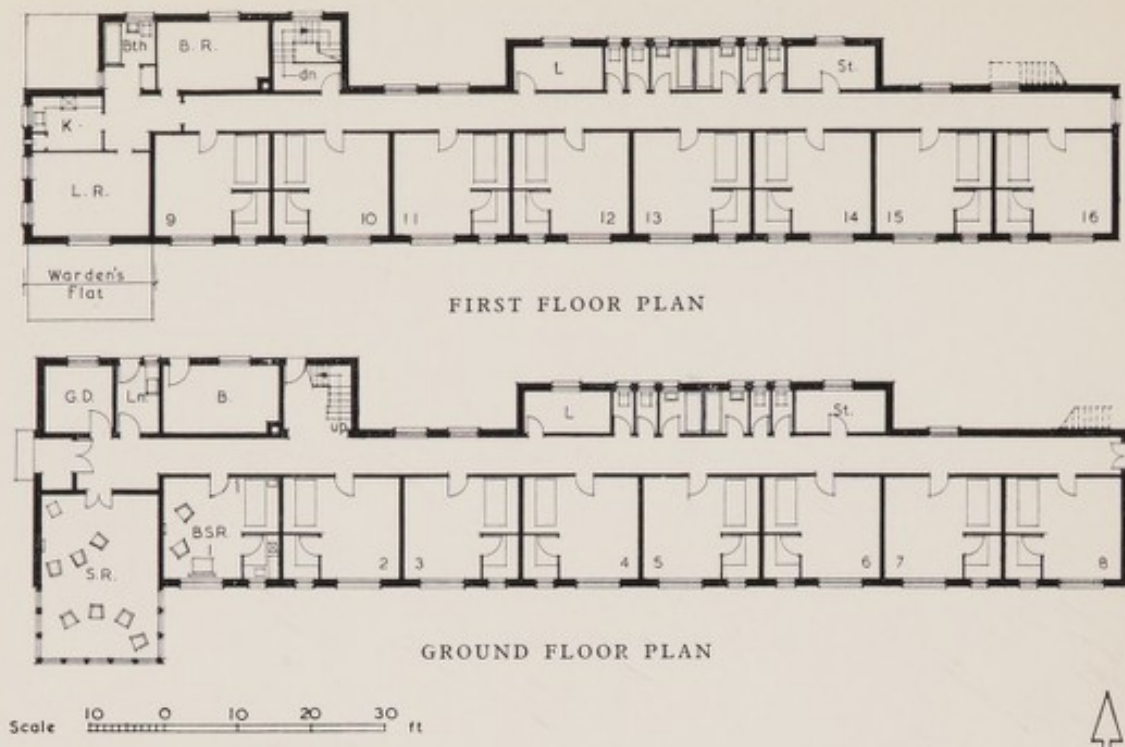 Bth B. R. dn L St.
K
L. R.
9 10 11 12 13 14 15 16
Warden's
Flat
FIRST FLOOR PLAN
G.D. Ln. B. up L St.
B.S.R.
1
S.R.
2 3 4 5 6 7 8
GROUND FLOOR PLAN
Scale 10 0 10 20 30 ft